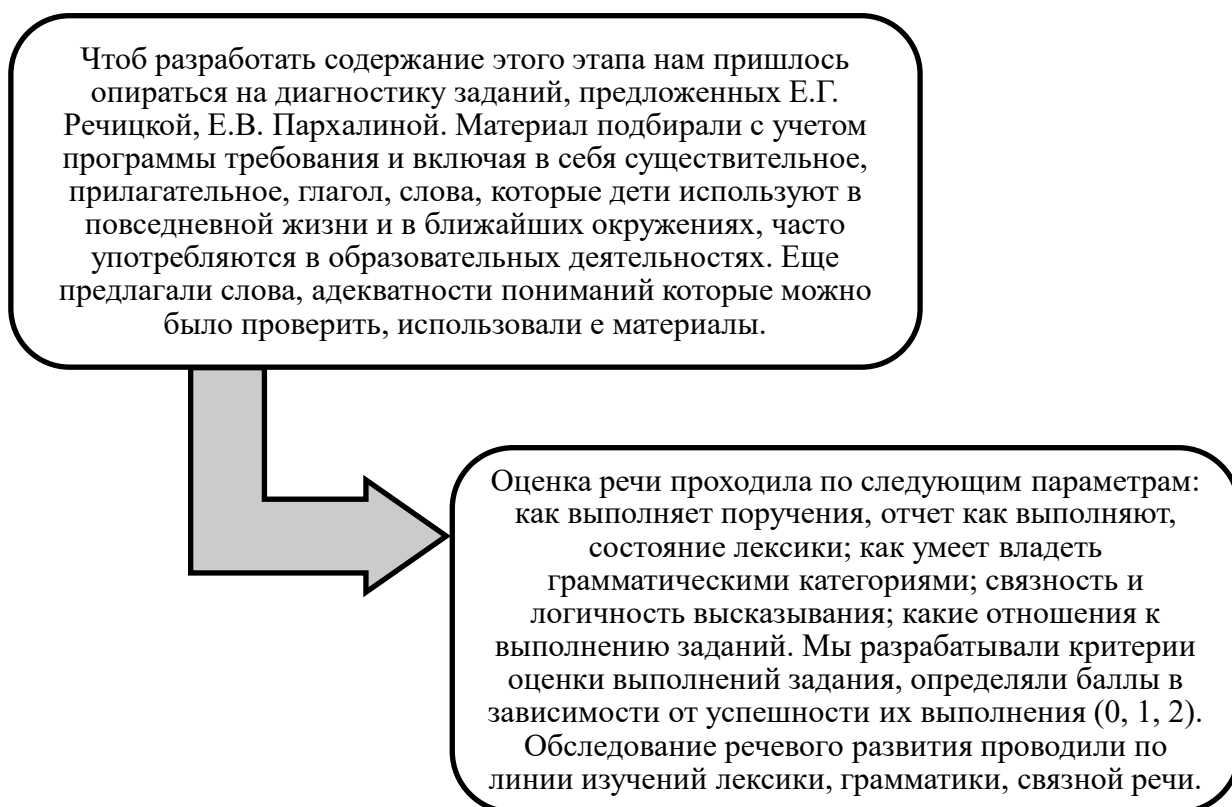 Чтоб разработать содержание этого этапа нам пришлось
опираться на диагностику заданий, предложенных Е.Г.
Речицкой, Е.В. Пархалиной. Материал подбирали с учетом
программы требования и включая в себя существительное,
прилагательное, глагол, слова, которые дети используют в
повседневной жизни и в ближайших окружениях, часто
употребляются в образовательных деятельностях. Еще
предлагали слова, адекватности пониманий которые можно
было проверить, использовали е материалы.
Оценка речи проходила по следующим параметрам:
как выполняет поручения, отчет как выполняют,
состояние лексики; как умеет владеть
грамматическими категориями; связность и
логичность высказывания; какие отношения к
выполнению заданий. Мы разрабатывали критерии
оценки выполнений задания, определяли баллы в
зависимости от успешности их выполнения (0, 1, 2).
Обследование речевого развития проводили по
линии изучений лексики, грамматики, связной речи.